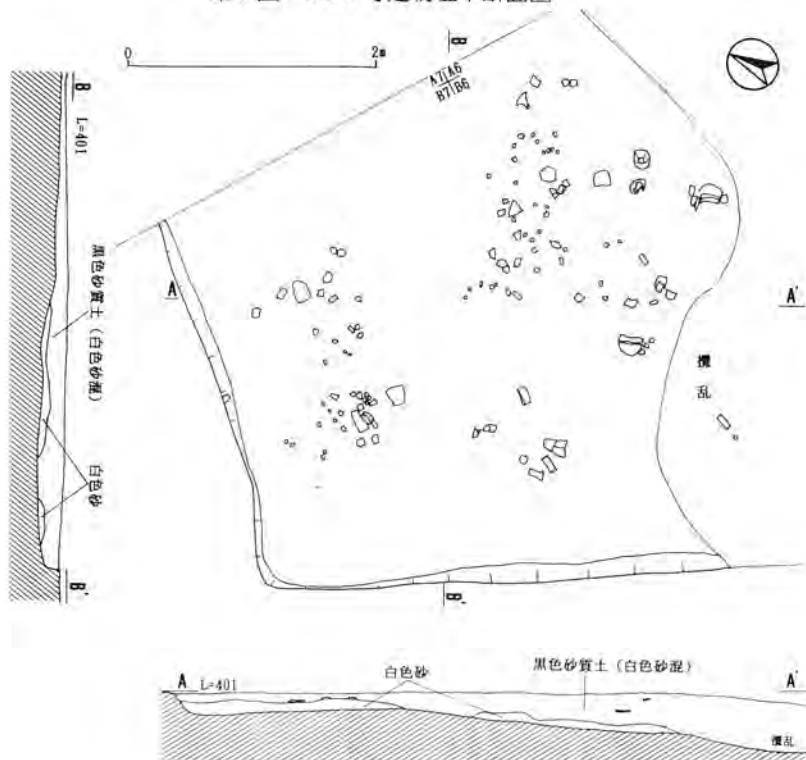 0 2m
B
A7|A6
B7|B6
B
L=401
黒色砂質土(白色砂混)
白色砂
B'
A
A'
攪乱
B'
A L=401
白色砂
黒色砂質土(白色砂混)
A'
攪乱